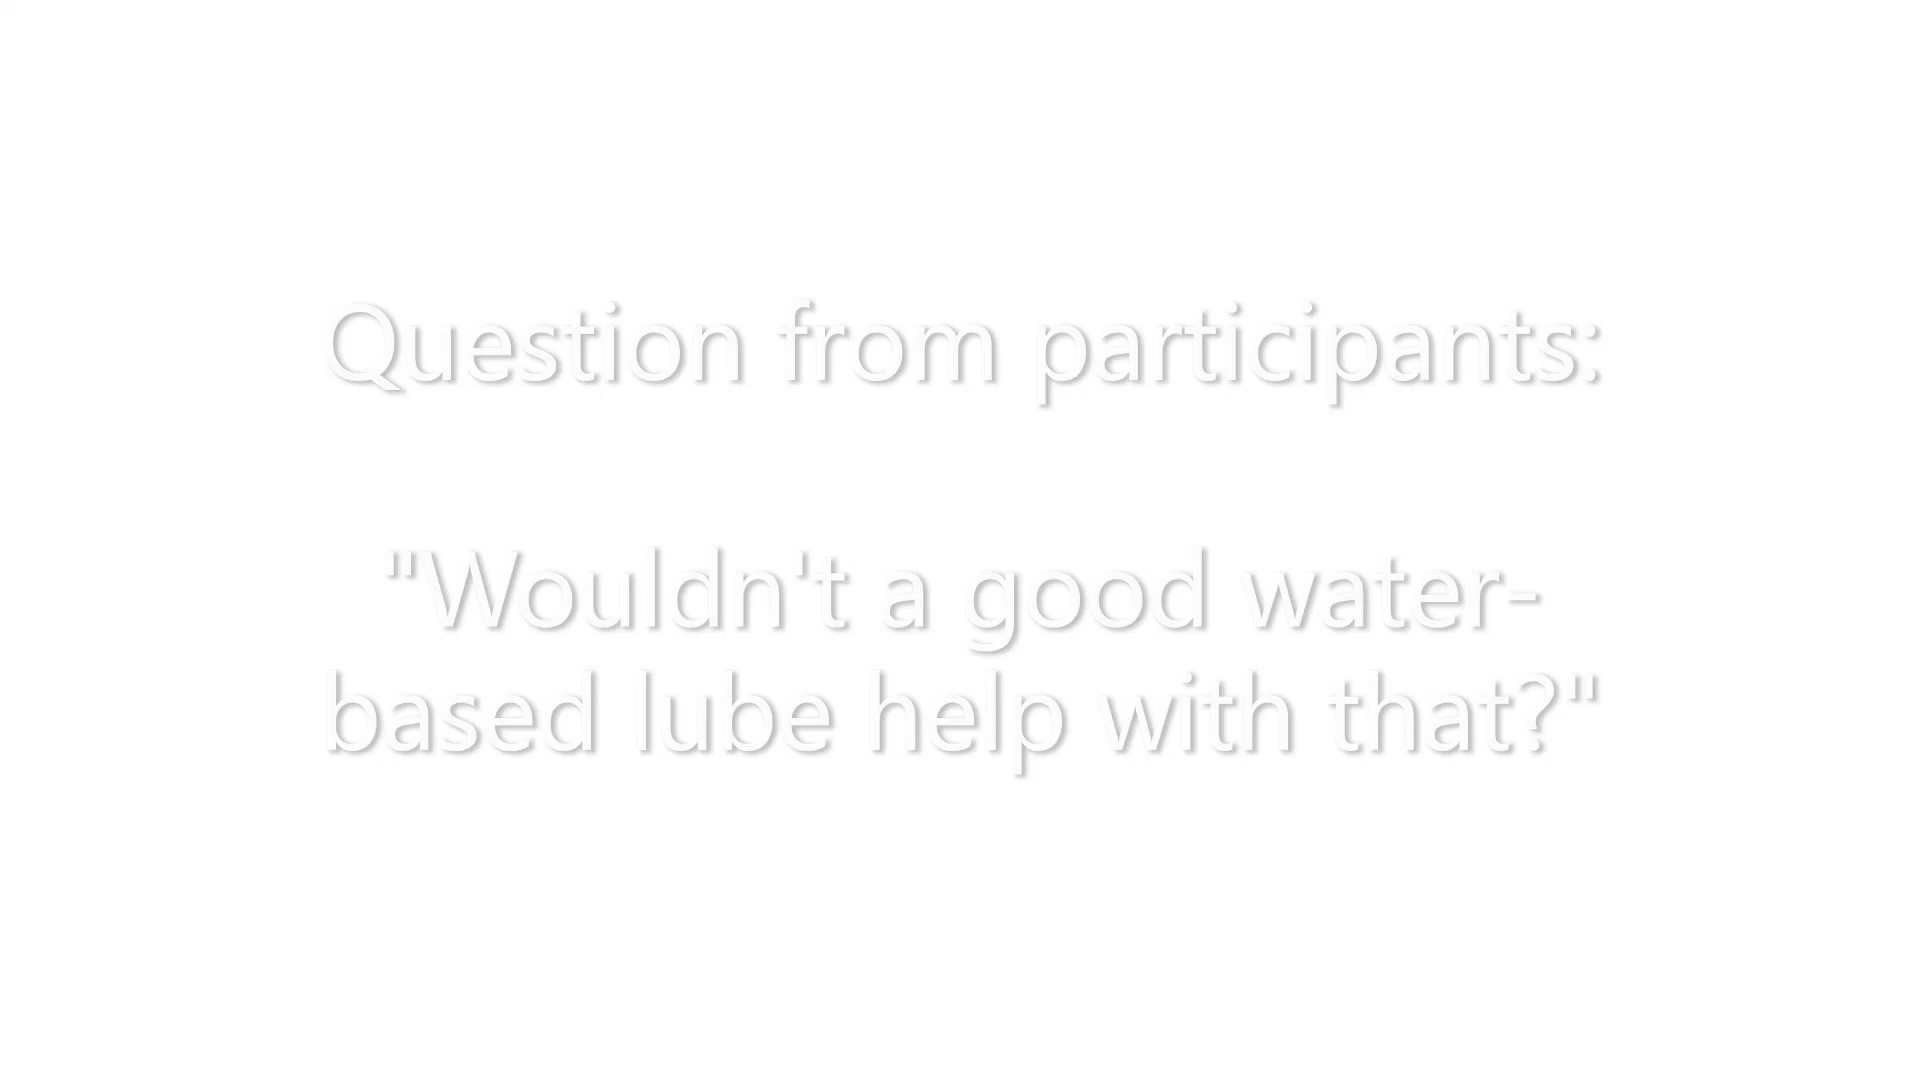 Question from participants:
"Wouldn't a good water-
based lube help with that?"